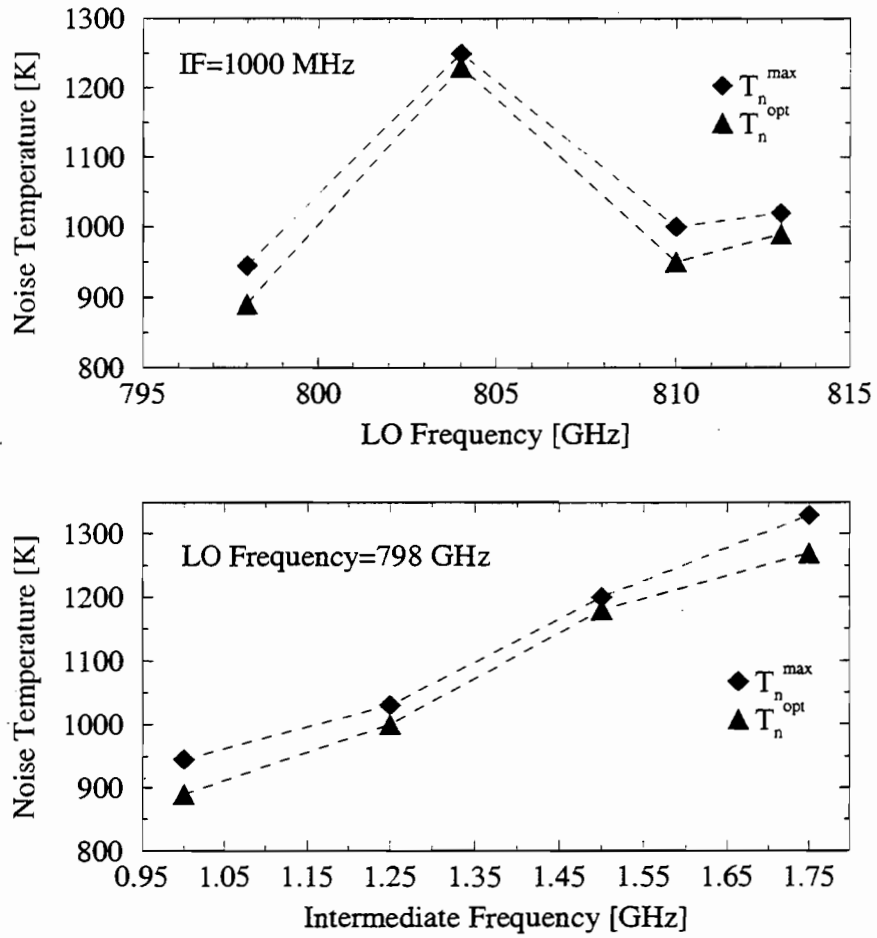 1300
1200
1100
1000
900
800
Noise Temperature [K]
IF=1000 MHz
T_n^max
T_n^opt
795 800 805 810 815
LO Frequency [GHz]
1300
1200
1100
1000
900
800
Noise Temperature [K]
LO Frequency=798 GHz
T_n^max
T_n^opt
0.95 1.05 1.15 1.25 1.35 1.45 1.55 1.65 1.75
Intermediate Frequency [GHz]